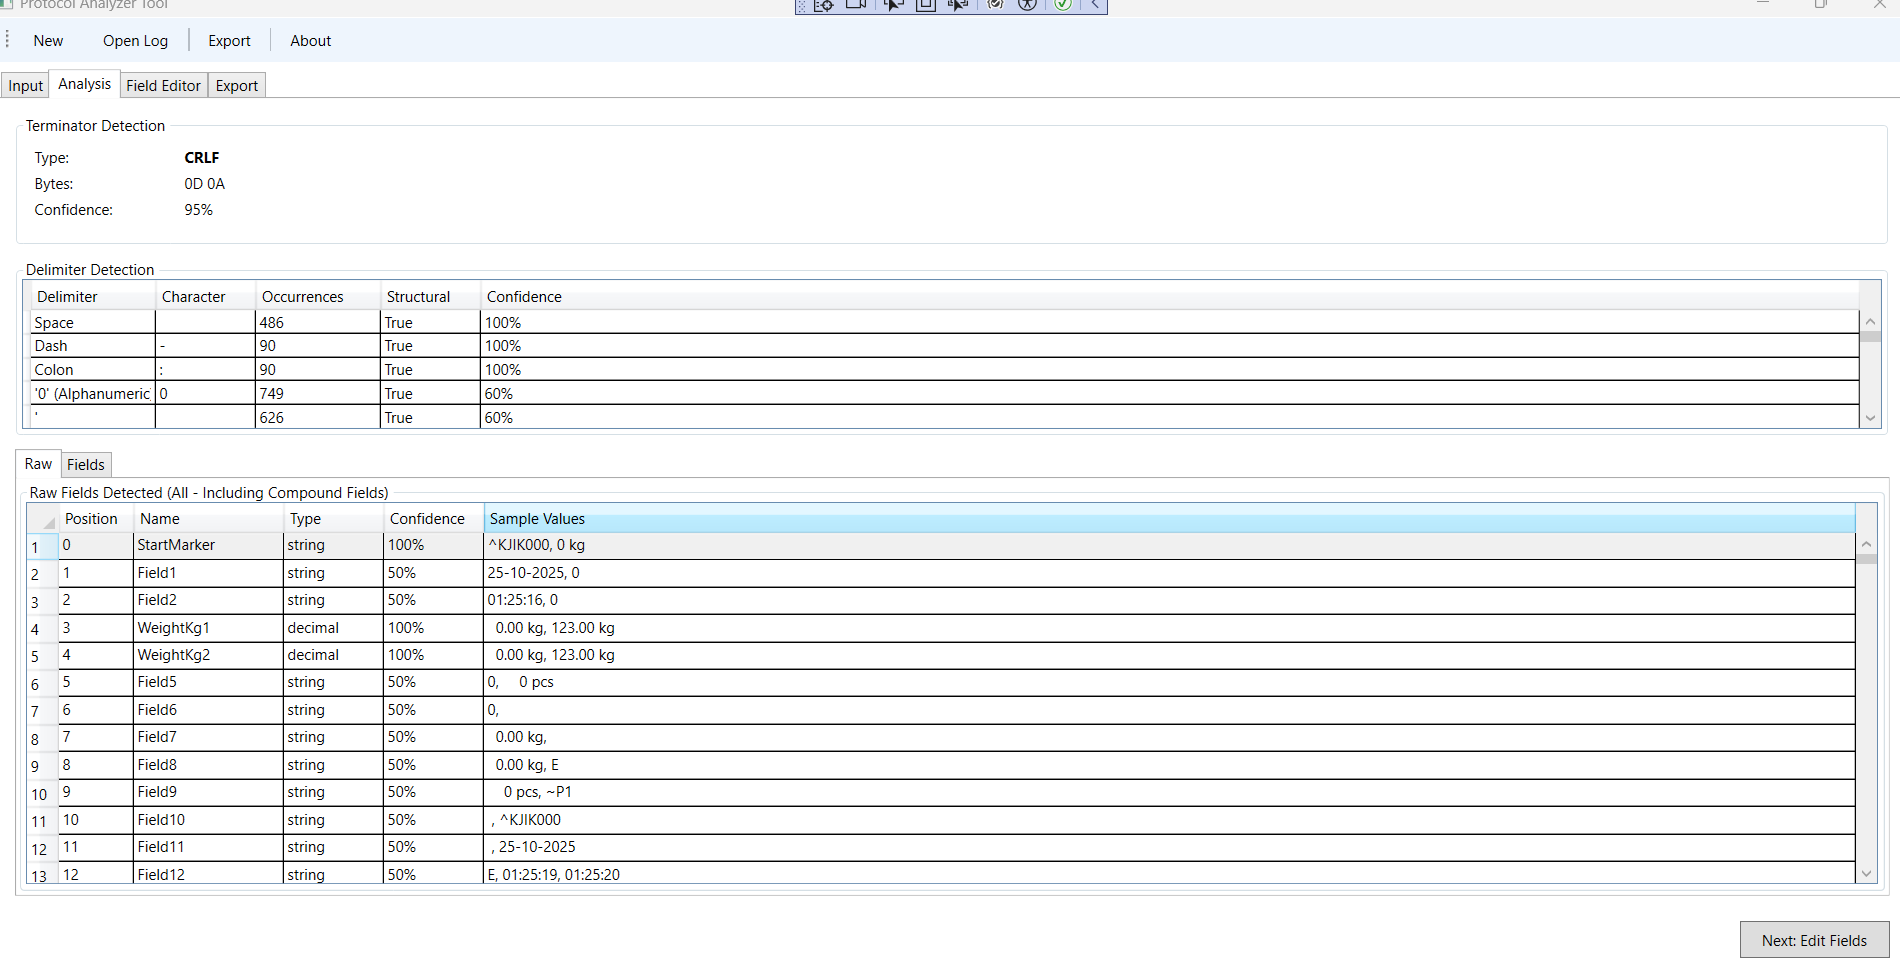 Protocol Analyzer Tool
New Open Log Export About
Input Analysis Field Editor Export
Terminator Detection
Type: CRLF
Bytes: 0D 0A
Confidence: 95%
Delimiter Detection
Delimiter Character Occurrences Structural Confidence
Space 486 True 100%
Dash - 90 True 100%
Colon : 90 True 100%
'0' (Alphanumeric 0 749 True 60%
' 626 True 60%
Raw Fields
Raw Fields Detected (All - Including Compound Fields)
Position Name Type Confidence Sample Values
1 0 StartMarker string 100% ^KJIK000, 0 kg
2 1 Field1 string 50% 25-10-2025, 0
3 2 Field2 string 50% 01:25:16, 0
4 3 WeightKg1 decimal 100% 0.00 kg, 123.00 kg
5 4 WeightKg2 decimal 100% 0.00 kg, 123.00 kg
6 5 Field5 string 50% 0, 0 pcs
7 6 Field6 string 50% 0,
8 7 Field7 string 50% 0.00 kg,
9 8 Field8 string 50% 0.00 kg, E
10 9 Field9 string 50% 0 pcs, ~P1
11 10 Field10 string 50% , ^KJIK000
12 11 Field11 string 50% , 25-10-2025
13 12 Field12 string 50% E, 01:25:19, 01:25:20
Next: Edit Fields